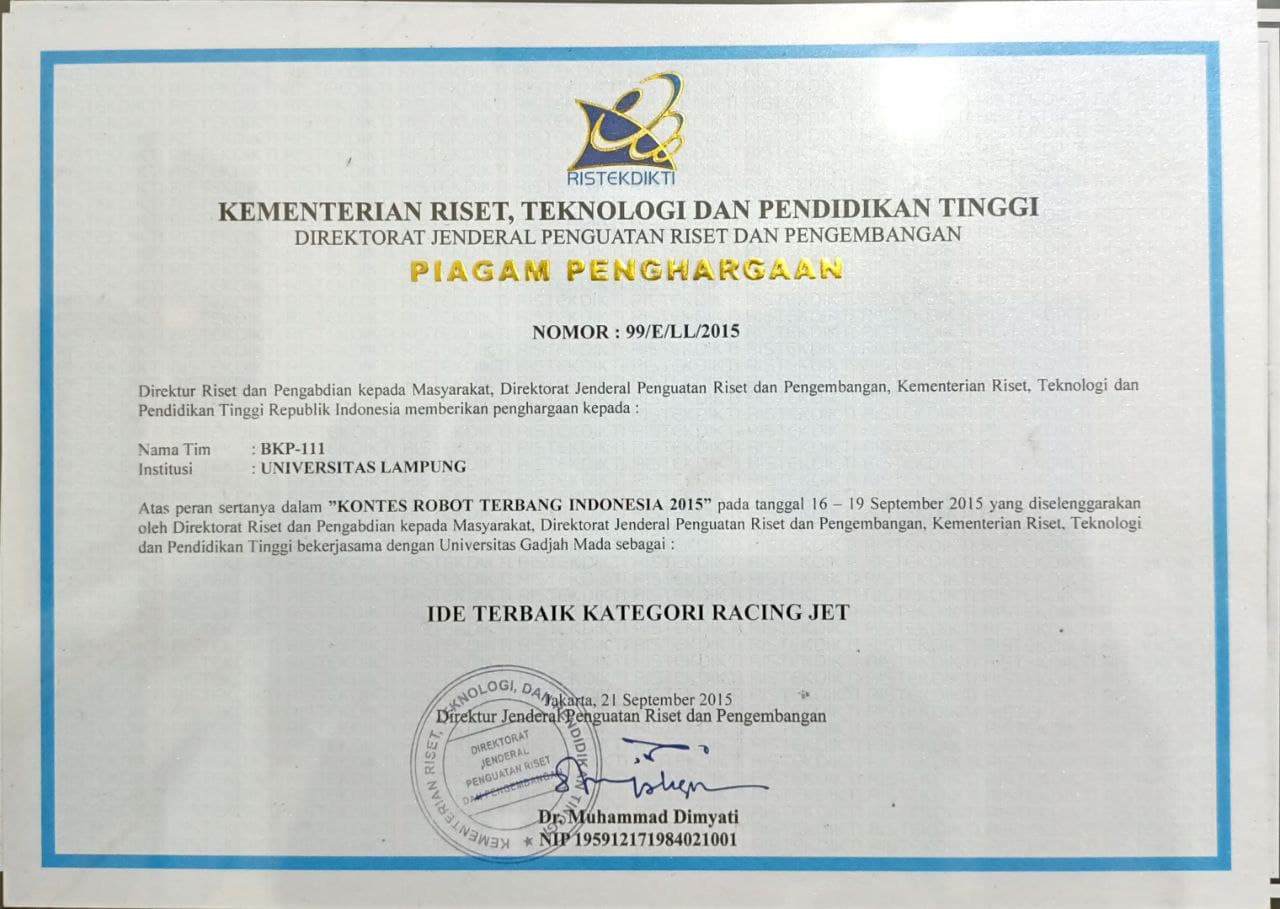 RISTEKDIKTI
KEMENTERIAN RISET, TEKNOLOGI DAN PENDIDIKAN TINGGI
DIREKTORAT JENDERAL PENGUATAN RISET DAN PENGEMBANGAN
PIAGAM PENGHARGAAN
NOMOR : 99/E/LL/2015
Direktur Riset dan Pengabdian kepada Masyarakat, Direktorat Jenderal Penguatan Riset dan Pengembangan, Kementerian Riset, Teknologi dan
Pendidikan Tinggi Republik Indonesia memberikan penghargaan kepada :
Nama Tim : BKP-111
Institusi : UNIVERSITAS LAMPUNG
Atas peran sertanya dalam ”KONTES ROBOT TERBANG INDONESIA 2015” pada tanggal 16 – 19 September 2015 yang diselenggarakan
oleh Direktorat Riset dan Pengabdian kepada Masyarakat, Direktorat Jenderal Penguatan Riset dan Pengembangan, Kementerian Riset, Teknologi
dan Pendidikan Tinggi bekerjasama dengan Universitas Gadjah Mada sebagai :
IDE TERBAIK KATEGORI RACING JET
Jakarta, 21 September 2015
Direktur Jenderal Penguatan Riset dan Pengembangan
KEMENTERIAN RISET, TEKNOLOGI, DAN PENDIDIKAN TINGGI
DIREKTORAT
JENDERAL
PENGUATAN RISET
DAN PENGEMBANGAN
Dr. Muhammad Dimyati
NIP 195912171984021001